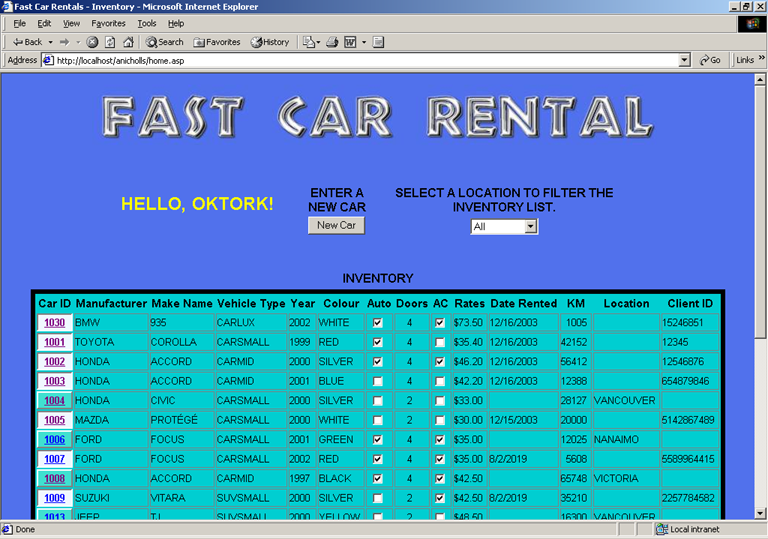 Fast Car Rentals - Inventory - Microsoft Internet Explorer
File Edit View Favorites Tools Help
Back Search Favorites History
Address http://localhost/anicholls/home.asp Go Links »
FAST CAR RENTAL
HELLO, OKTORK!
ENTER A
NEW CAR
New Car
SELECT A LOCATION TO FILTER THE
INVENTORY LIST.
All
INVENTORY
Car ID Manufacturer Make Name Vehicle Type Year Colour Auto Doors AC Rates Date Rented KM Location Client ID
1030 BMW 935 CARLUX 2002 WHITE 4 $73.50 12/16/2003 1005 15246851
1001 TOYOTA COROLLA CARSMALL 1999 RED 4 $35.40 12/16/2003 42152 12345
1002 HONDA ACCORD CARMID 2000 SILVER 4 $46.20 12/16/2003 56412 12546876
1003 HONDA ACCORD CARMID 2001 BLUE 4 $42.20 12/16/2003 12388 654879846
1004 HONDA CIVIC CARSMALL 2000 SILVER 2 $33.00 28127 VANCOUVER
1005 MAZDA PROTÉGÉ CARSMALL 2000 WHITE 2 $30.00 12/15/2003 20000 5142867489
1006 FORD FOCUS CARSMALL 2001 GREEN 4 $35.00 12025 NANAIMO
1007 FORD FOCUS CARSMALL 2002 RED 4 $35.00 8/2/2019 5608 5589964415
1008 HONDA ACCORD CARMID 1997 BLACK 4 $42.50 65748 VICTORIA
1009 SUZUKI VITARA SUVSMALL 2000 SILVER 2 $42.50 8/2/2019 35210 2257784582
1013 JEEP TJ SUVSMALL 2000 YELLOW 2 $48.50 16300 VANCOUVER
Done Local intranet